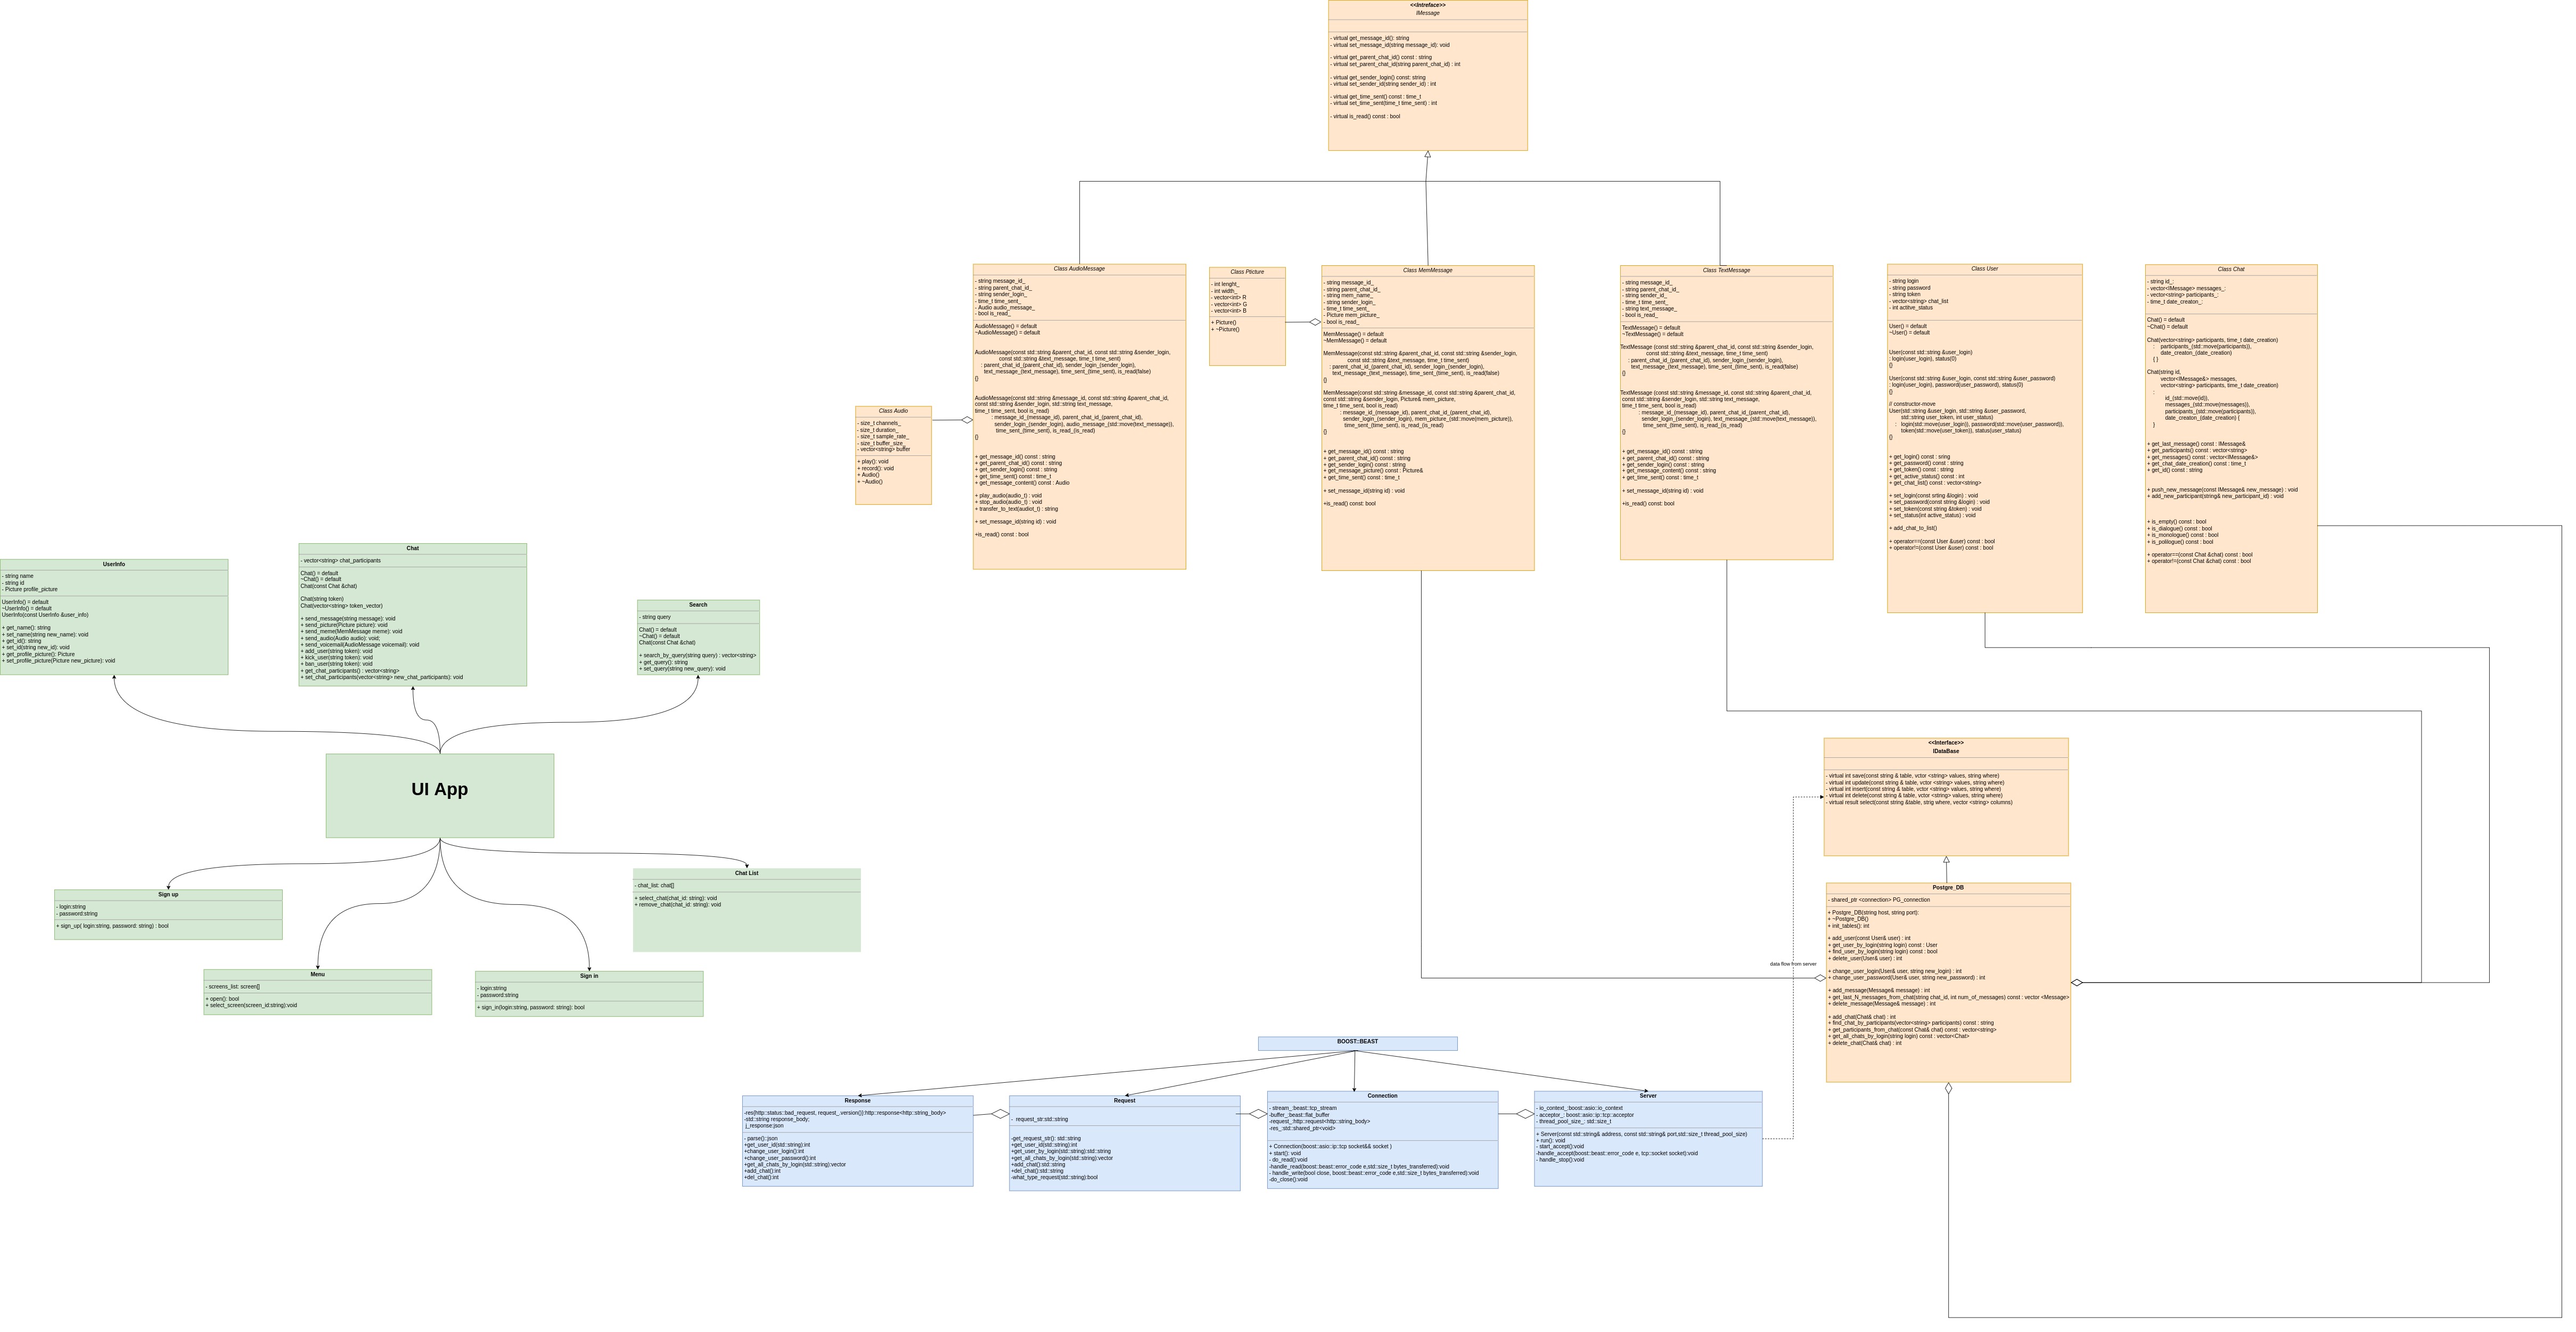 <<Intreface>>
IMessage
- virtual get_message_id(): string
- virtual set_message_id(string message_id): void
- virtual get_parent_chat_id() const : string
- virtual set_parent_chat_id(string parent_chat_id) : int
- virtual get_sender_login() const: string
- virtual set_sender_id(string sender_id) : int
- virtual get_time_sent() const : time_t
- virtual set_time_sent(time_t time_sent) : int
- virtual is_read() const : bool
Class Audio
- size_t channels_
- size_t duration_
- size_t sample_rate_
- size_t buffer_size_
- vector<string> buffer
+ play(): void
+ record(): void
+ Audio()
+ ~Audio()
Class AudioMessage
- string message_id_
- string parent_chat_id_
- string sender_login_
- time_t time_sent_
- Audio audio_message_
- bool is_read_
AudioMessage() = default
~AudioMessage() = default
AudioMessage(const std::string &parent_chat_id, const std::string &sender_login,
const std::string &text_message, time_t time_sent)
: parent_chat_id_(parent_chat_id), sender_login_(sender_login),
text_message_(text_message), time_sent_(time_sent), is_read(false)
{}
AudioMessage(const std::string &message_id, const std::string &parent_chat_id,
const std::string &sender_login, std::string text_message,
time_t time_sent, bool is_read)
: message_id_(message_id), parent_chat_id_(parent_chat_id),
sender_login_(sender_login), audio_message_(std::move(text_message)),
time_sent_(time_sent), is_read_(is_read)
{}
+ get_message_id() const : string
+ get_parent_chat_id() const : string
+ get_sender_login() const : string
+ get_time_sent() const : time_t
+ get_message_content() const : Audio
+ play_audio(audio_t) : void
+ stop_audio(audio_t) : void
+ transfer_to_text(audiot_t) : string
+ set_message_id(string id) : void
+is_read() const : bool
Class Pticture
- int lenght_
- int width_
- vector<int> R
- vector<int> G
- vector<int> B
+ Picture()
+ ~Picture()
Class MemMessage
- string message_id_
- string parent_chat_id_
- string mem_name_
- string sender_login_
- time_t time_sent_
- Picture mem_picture_
- bool is_read_
MemMessage() = default
~MemMessage() = default
MemMessage(const std::string &parent_chat_id, const std::string &sender_login,
const std::string &text_message, time_t time_sent)
: parent_chat_id_(parent_chat_id), sender_login_(sender_login),
text_message_(text_message), time_sent_(time_sent), is_read(false)
{}
MemMessage(const std::string &message_id, const std::string &parent_chat_id,
const std::string &sender_login, Picture& mem_picture,
time_t time_sent, bool is_read)
: message_id_(message_id), parent_chat_id_(parent_chat_id),
sender_login_(sender_login), mem_picture_(std::move(mem_picture)),
time_sent_(time_sent), is_read_(is_read)
{}
+ get_message_id() const : string
+ get_parent_chat_id() const : string
+ get_sender_login() const : string
+ get_message_picture() const : Picture&
+ get_time_sent() const : time_t
+ set_message_id(string id) : void
+is_read() const: bool
Class TextMessage
- string message_id_
- string parent_chat_id_
- string sender_id_
- time_t time_sent_
- string text_message_
- bool is_read_
TextMessage() = default
~TextMessage() = default
TextMessage (const std::string &parent_chat_id, const std::string &sender_login,
const std::string &text_message, time_t time_sent)
: parent_chat_id_(parent_chat_id), sender_login_(sender_login),
text_message_(text_message), time_sent_(time_sent), is_read(false)
{}
TextMessage (const std::string &message_id, const std::string &parent_chat_id,
const std::string &sender_login, std::string text_message,
time_t time_sent, bool is_read)
: message_id_(message_id), parent_chat_id_(parent_chat_id),
sender_login_(sender_login), text_message_(std::move(text_message)),
time_sent_(time_sent), is_read_(is_read)
{}
+ get_message_id() const : string
+ get_parent_chat_id() const : string
+ get_sender_login() const : string
+ get_message_content() const : string
+ get_time_sent() const : time_t
+ set_message_id(string id) : void
+is_read() const: bool
Class User
- string login
- string password
- string token
- vector<string> chat_list
- int acitve_status
User() = default
~User() = default
User(const std::string &user_login)
: login(user_login), status(0)
{}
User(const std::string &user_login, const std::string &user_password)
: login(user_login), password(user_password), status(0)
{}
// constructor-move
User(std::string &user_login, std::string &user_password,
std::string user_token, int user_status)
: login(std::move(user_login)), password(std::move(user_password)),
token(std::move(user_token)), status(user_status)
{}
+ get_login() const : sring
+ get_password() const : string
+ get_token() const : string
+ get_active_status() const : int
+ get_chat_list() const : vector<string>
+ set_login(const srting &login) : void
+ set_password(const string &login) : void
+ set_token(const string &token) : void
+ set_status(int active_status) : void
+ add_chat_to_list()
+ operator==(const User &user) const : bool
+ operator!=(const User &user) const : bool
Class Chat
- string id_;
- vector<IMessage> messages_;
- vector<string> participants_;
- time_t date_creaton_;
Chat() = default
~Chat() = default
Chat(vector<string> participants, time_t date_creation)
: participants_(std::move(participants)),
date_creaton_(date_creation)
{ }
Chat(string id,
vector<IMessage&> messages,
vector<string> participants, time_t date_creation)
:
id_(std::move(id)),
messages_(std::move(messages)),
participants_(std::move(participants)),
date_creaton_(date_creation) {
}
+ get_last_message() const : IMessage&
+ get_participants() const : vector<string>
+ get_messages() const : vector<IMessage&>
+ get_chat_date_creation() const : time_t
+ get_id() const : string
+ push_new_message(const IMessage& new_message) : void
+ add_new_participant(string& new_participant_id) : void
+ is_empty() const : bool
+ is_dialogue() const : bool
+ is_monologue() const : bool
+ is_polilogue() const : bool
+ operator==(const Chat &chat) const : bool
+ operator!=(const Chat &chat) const : bool
UserInfo
- string name
- string id
- Picture profile_picture
UserInfo() = default
~UserInfo() = default
UserInfo(const UserInfo &user_info)
+ get_name(): string
+ set_name(string new_name): void
+ get_id(): string
+ set_id(string new_id): void
+ get_profile_picture(): Picture
+ set_profile_picture(Picture new_picture): void
Chat
- vector<string> chat_participants
Chat() = default
~Chat() = default
Chat(const Chat &chat)
Chat(string token)
Chat(vector<string> token_vector)
+ send_message(string message): void
+ send_picture(Picture picture): void
+ send_meme(MemMessage meme): void
+ send_audio(Audio audio): void;
+ send_voicemail(AudioMessage voicemail): void
+ add_user(string token): void
+ kick_user(string token): void
+ ban_user(string token): void
+ get_chat_participants() : vector<string>
+ set_chat_participants(vector<string> new_chat_participants): void
Search
- string query
Chat() = default
~Chat() = default
Chat(const Chat &chat)
+ search_by_query(string query) : vector<string>
+ get_query(): string
+ set_query(string new_query): void
UI App
Sign up
- login:string
- password:string
+ sign_up( login:string, password: string) : bool
Chat List
- chat_list: chat[]
+ select_chat(chat_id: string): void
+ remove_chat(chat_id: string): void
Menu
- screens_list: screen[]
+ open(): bool
+ select_screen(screen_id:string):void
Sign in
- login:string
- password:string
+ sign_in(login:string, password: string): bool
<<Interface>>
IDataBase
- virtual int save(const string & table, vctor <string> values, string where)
- virtual int update(const string & table, vctor <string> values, string where)
- virtual int insert(const string & table, vctor <string> values, string where)
- virtual int delete(const string & table, vctor <string> values, string where)
- virtual result select(const string &table, strig where, vector <string> columns)
data flow from server
Postgre_DB
- shared_ptr <connection> PG_connection
+ Postgre_DB(string host, string port):
+ ~Postgre_DB()
+ init_tables(): int
+ add_user(const User& user) : int
+ get_user_by_login(string login) const : User
+ find_user_by_login(string login) const : bool
+ delete_user(User& user) : int
+ change_user_login(User& user, string new_login) : int
+ change_user_password(User& user, string new_password) : int
+ add_message(Message& message) : int
+ get_last_N_messages_from_chat(string chat_id, int num_of_messages) const : vector <Message>
+ delete_message(Message& message) : int
+ add_chat(Chat& chat) : int
+ find_chat_by_participants(vector<string> participants) const : string
+ get_participants_from_chat(const Chat& chat) const : vector<string>
+ get_all_chats_by_login(string login) const : vector<Chat>
+ delete_chat(Chat& chat) : int
BOOST::BEAST
Response
-res{http::status::bad_request, request_.version()}:http::response<http::string_body>
-std::string response_body;
j_response:json
- parse():json
+get_user_id(std::string):int
+change_user_login():int
+change_user_password():int
+get_all_chats_by_login(std::string):vector
+add_chat():int
+del_chat():int
Request
- request_str:std::string
-get_request_str(): std::string
+get_user_id(std::string):int
+get_user_by_login(std::string):std::string
+get_all_chats_by_login(std::string):vector
+add_chat():std::string
+del_chat():std::string
-what_type_request(std::string):bool
Connection
- stream_:beast::tcp_stream
-buffer_:beast::flat_buffer
-request_:http::request<http::string_body>
-res_:std::shared_ptr<void>
+ Connection(boost::asio::ip::tcp socket&& socket )
+ start(): void
- do_read():void
-handle_read(boost::beast::error_code e,std::size_t bytes_transferred):void
- handle_write(bool close, boost::beast::error_code e,std::size_t bytes_transferred):void
-do_close():void
Server
- io_context_:boost::asio::io_context
- acceptor_: boost::asio::ip::tcp::acceptor
- thread_pool_size_: std::size_t
+ Server(const std::string& address, const std::string& port,std::size_t thread_pool_size)
+ run(): void
- start_accept():void
-handle_accept(boost::beast::error_code e, tcp::socket socket):void
- handle_stop():void